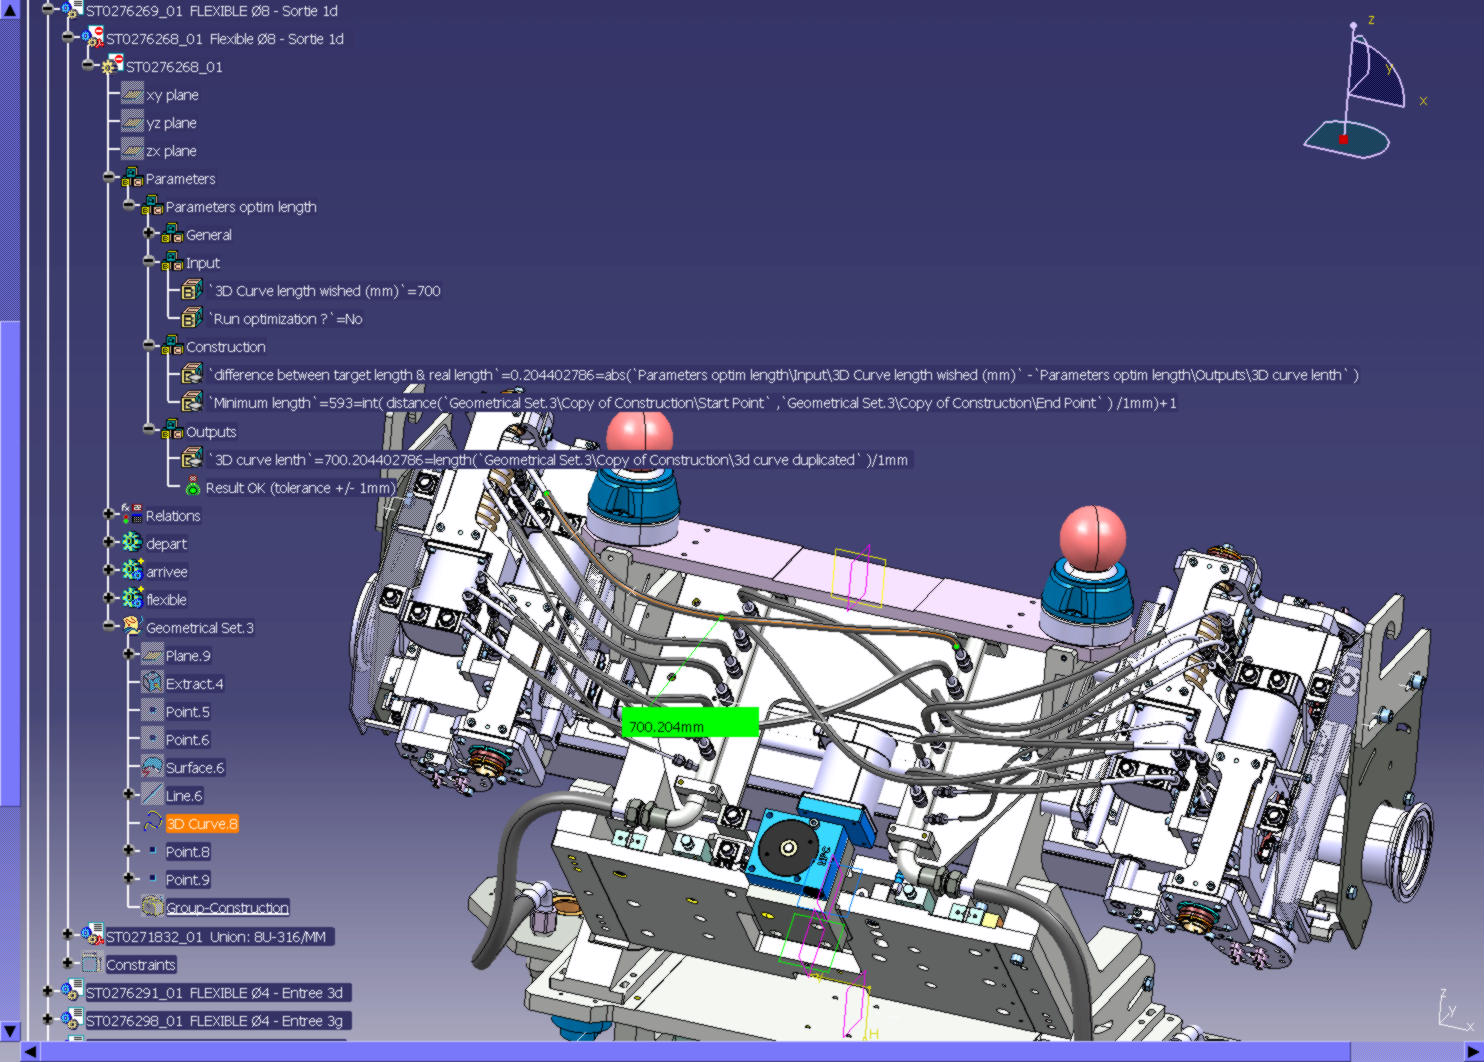 ST0276269_01 FLEXIBLE Ø8 - Sortie 1d
ST0276268_01 Flexible Ø8 - Sortie 1d
ST0276268_01
xy plane
yz plane
zx plane
Parameters
Parameters optim length
General
Input
`3D Curve length wished (mm)`=700
`Run optimization ?`=No
Construction
`difference between target length & real length`=0.204402786=abs(`Parameters optim length\Input\3D Curve length wished (mm)` -`Parameters optim length\Outputs\3D curve lenth` )
`Minimum length`=593=int( distance(`Geometrical Set.3\Copy of Construction\Start Point` ,`Geometrical Set.3\Copy of Construction\End Point` ) /1mm)+1
Outputs
`3D curve lenth`=700.204402786=length(`Geometrical Set.3\Copy of Construction\3d curve duplicated` )/1mm
Result OK (tolerance +/- 1mm)
Relations
depart
arrivee
flexible
Geometrical Set.3
Plane.9
Extract.4
Point.5
Point.6
Surface.6
Line.6
3D Curve.8
Point.8
Point.9
Group-Construction
ST0271832_01 Union: 8U-316/MM
Constraints
ST0276291_01 FLEXIBLE Ø4 - Entree 3d
ST0276298_01 FLEXIBLE Ø4 - Entree 3g
700.204mm
z
y
x
H
z
y
x